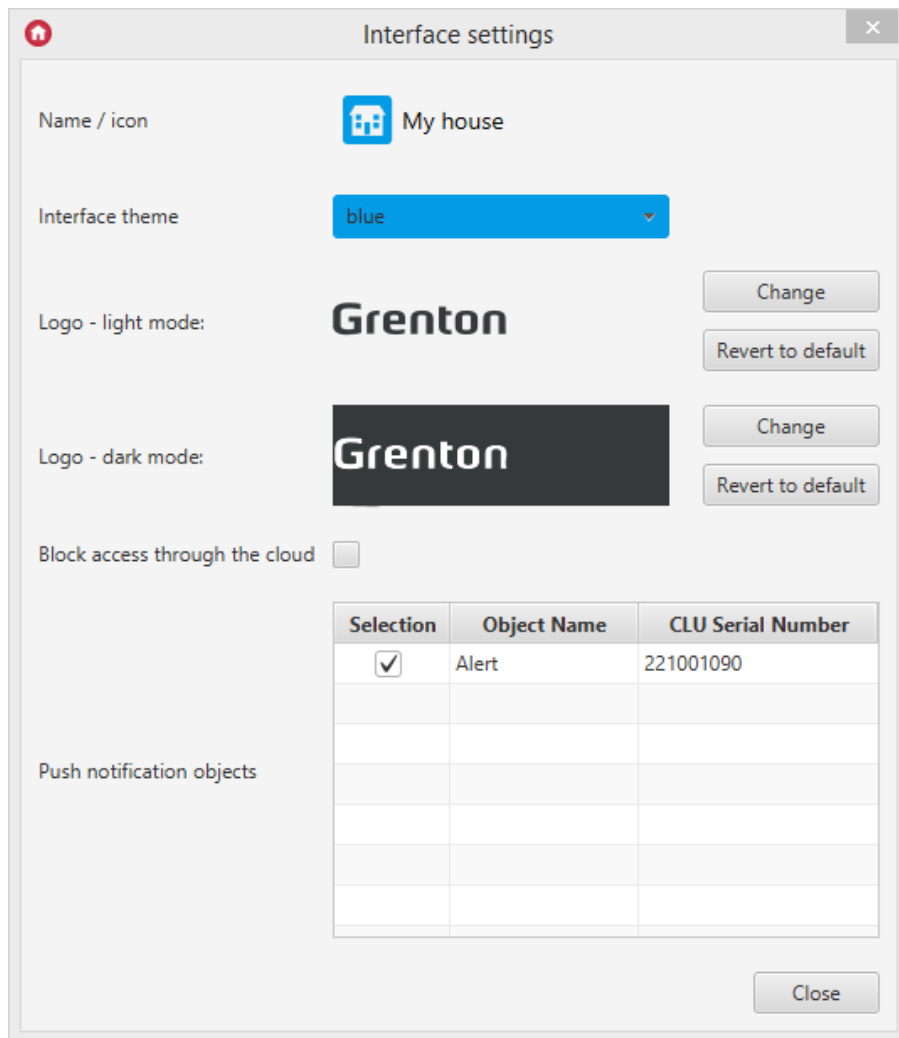 Interface settings
Name / icon
My house
Interface theme
blue
Logo - light mode:
Grenton
Change
Revert to default
Logo - dark mode:
Grenton
Change
Revert to default
Block access through the cloud
Push notification objects
Selection Object Name CLU Serial Number
Alert 221001090
Close